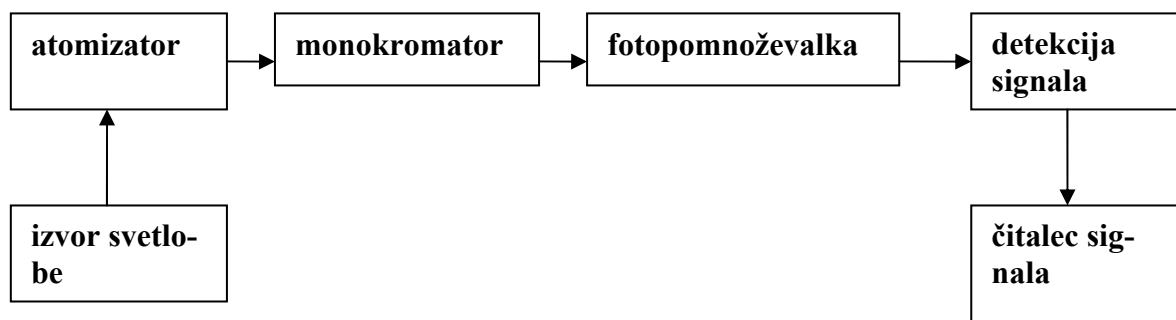 atomizator
monokromator
fotopomnoževalka
detekcija
signala
izvor svetlo-
be
čitalec sig-
nala